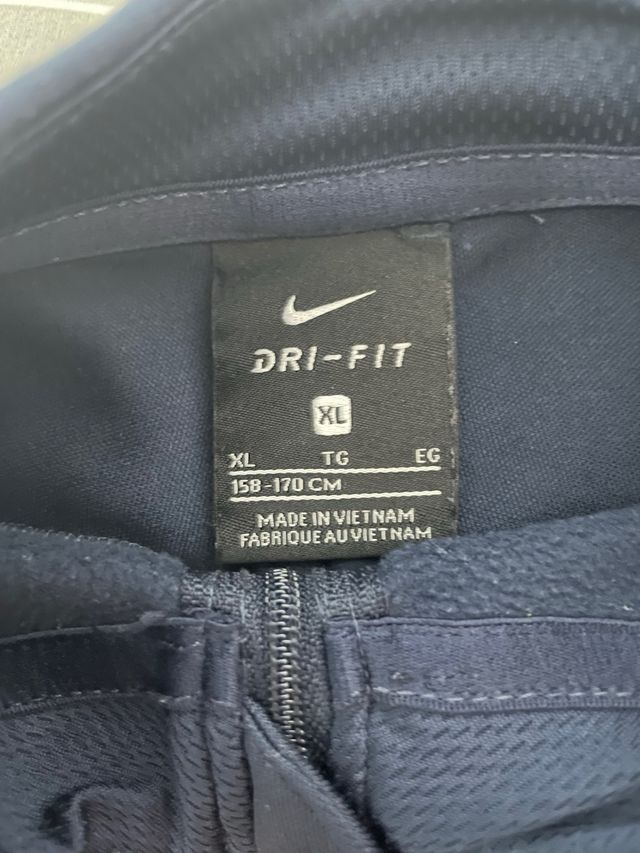 DRI-FIT
XL
XL TG EG
158-170 CM
MADE IN VIETNAM
FABRIQUE AU VIETNAM